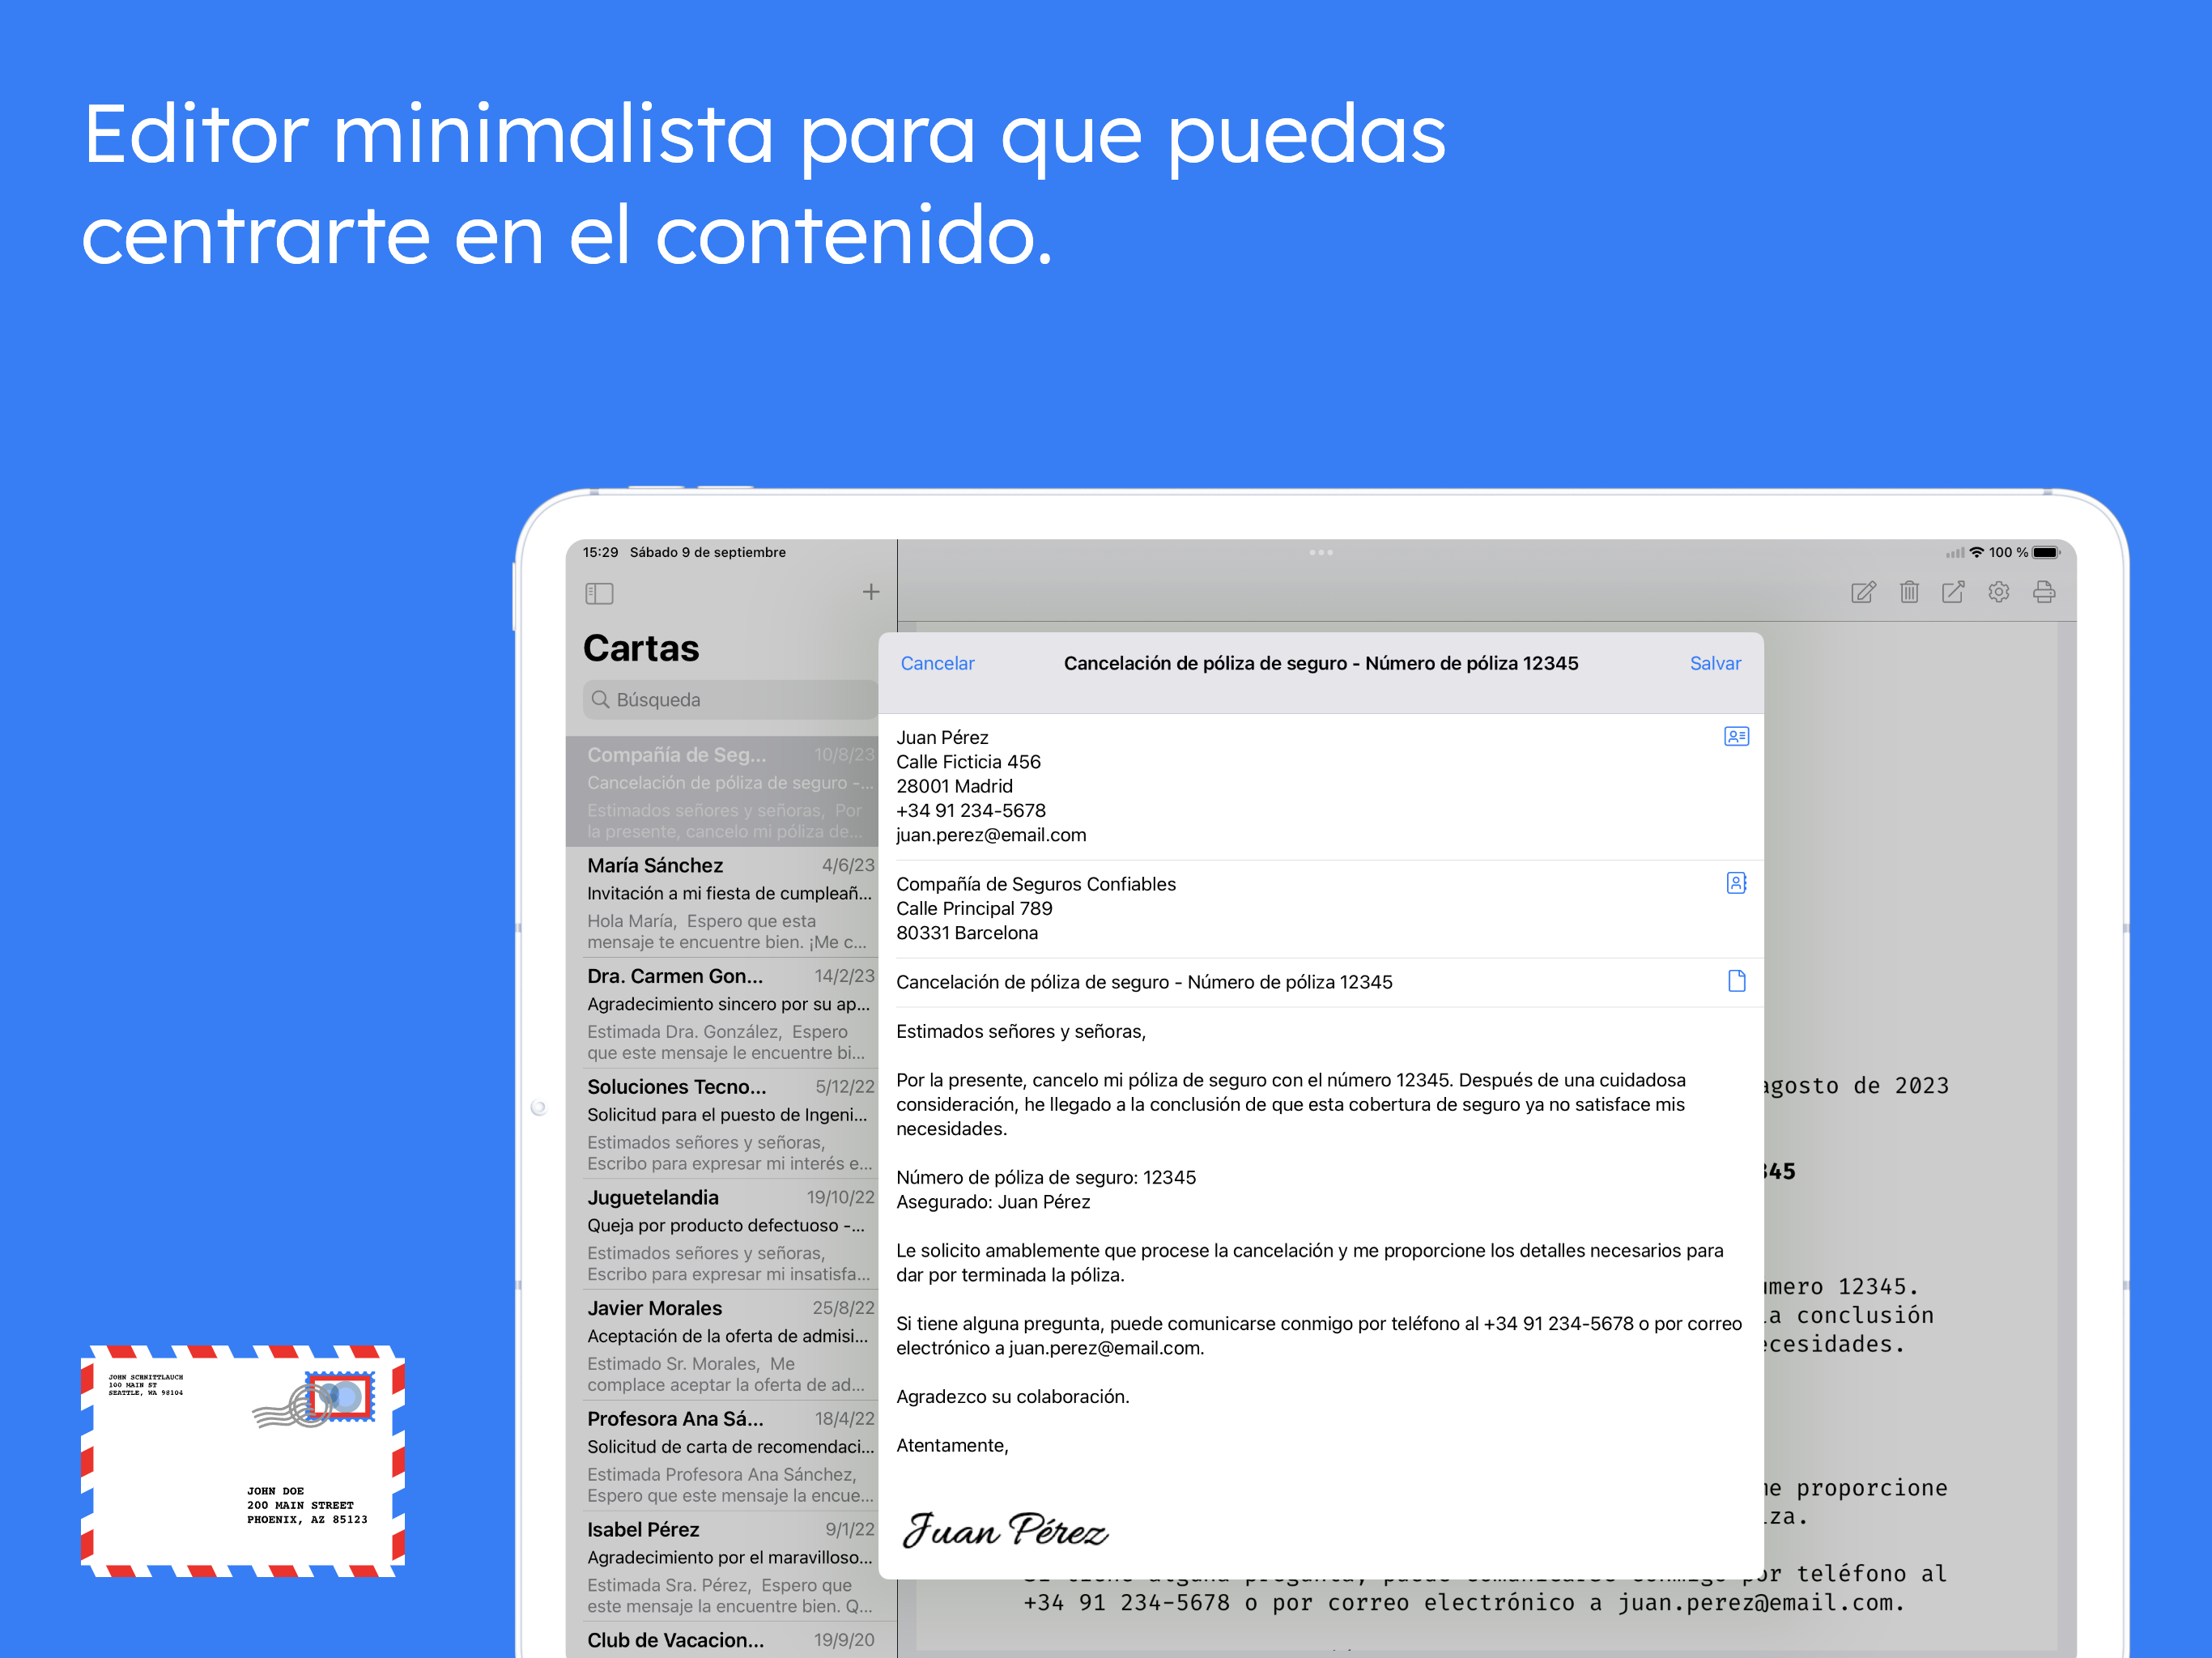 Editor minimalista para que puedas
centrarte en el contenido.
15:29 Sábado 9 de septiembre
100 %
Cartas
Búsqueda
Compañía de Seg... 10/8/23
Cancelación de póliza de seguro -...
Estimados señores y señoras, Por
la presente, cancelo mi póliza de...
María Sánchez 4/6/23
Invitación a mi fiesta de cumpleañ...
Hola María, Espero que esta
mensaje te encuentre bien. ¡Me c...
Dra. Carmen Gon... 14/2/23
Agradecimiento sincero por su ap...
Estimada Dra. González, Espero
que este mensaje le encuentre bi...
Soluciones Tecno... 5/12/22
Solicitud para el puesto de Ingeni...
Estimados señores y señoras,
Escribo para expresar mi interés e...
Juguetelandia 19/10/22
Queja por producto defectuoso -...
Estimados señores y señoras,
Escribo para expresar mi insatisfa...
Javier Morales 25/8/22
Aceptación de la oferta de admisi...
Estimado Sr. Morales, Me
complace aceptar la oferta de ad...
Profesora Ana Sá... 18/4/22
Solicitud de carta de recomendaci...
Estimada Profesora Ana Sánchez,
Espero que este mensaje la encue...
Isabel Pérez 9/1/22
Agradecimiento por el maravilloso...
Estimada Sra. Pérez, Espero que
este mensaje la encuentre bien. Q...
Club de Vacacion... 19/9/20
Cancelar Cancelación de póliza de seguro - Número de póliza 12345 Salvar
Juan Pérez
Calle Ficticia 456
28001 Madrid
+34 91 234-5678
juan.perez@email.com
Compañía de Seguros Confiables
Calle Principal 789
80331 Barcelona
Cancelación de póliza de seguro - Número de póliza 12345
Estimados señores y señoras,
Por la presente, cancelo mi póliza de seguro con el número 12345. Después de una cuidadosa
consideración, he llegado a la conclusión de que esta cobertura de seguro ya no satisface mis
necesidades.
Número de póliza de seguro: 12345
Asegurado: Juan Pérez
Le solicito amablemente que procese la cancelación y me proporcione los detalles necesarios para
dar por terminada la póliza.
Si tiene alguna pregunta, puede comunicarse conmigo por teléfono al +34 91 234-5678 o por correo
electrónico a juan.perez@email.com.
Agradezco su colaboración.
Atentamente,
Juan Pérez
agosto de 2023
345
úmero 12345.
la conclusión
ecesidades.
me proporcione
iza.
Si tiene alguna pregunta, puede comunicarse conmigo por teléfono al
+34 91 234-5678 o por correo electrónico a juan.perez@email.com.
JOHN SCHNITTLAUCH
100 MAIN ST
SEATTLE, WA 98104
JOHN DOE
200 MAIN STREET
PHOENIX, AZ 85123